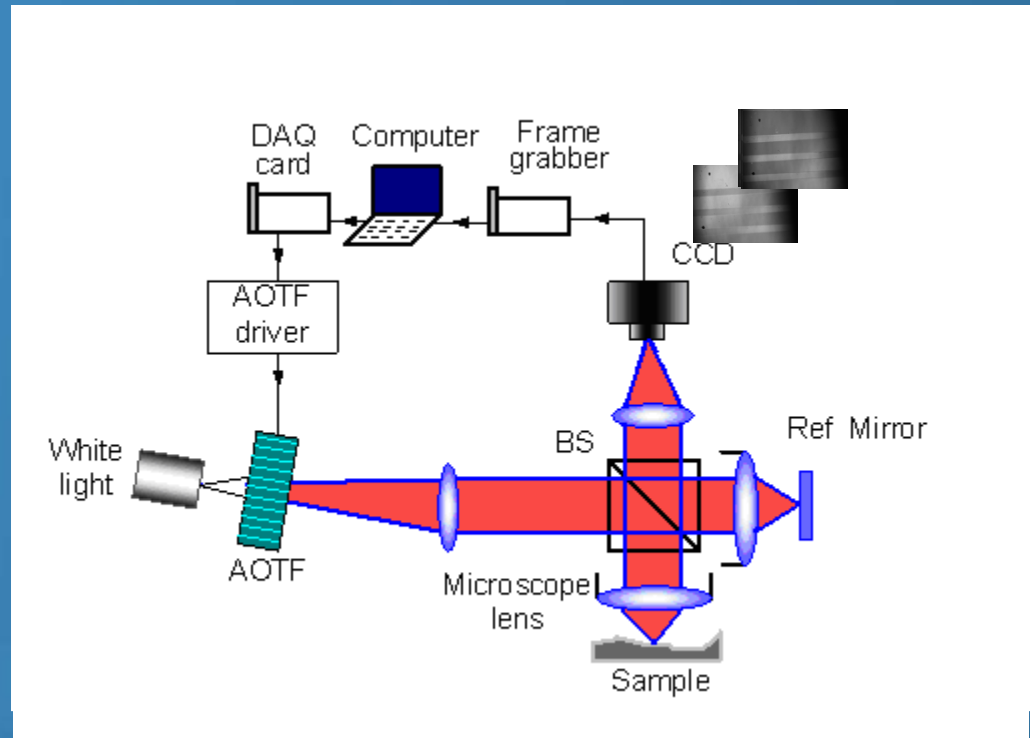 DAQ
card
Computer
Frame
grabber
CCD
AOTF
driver
White
light
AOTF
BS
Ref Mirror
Microscope
lens
Sample